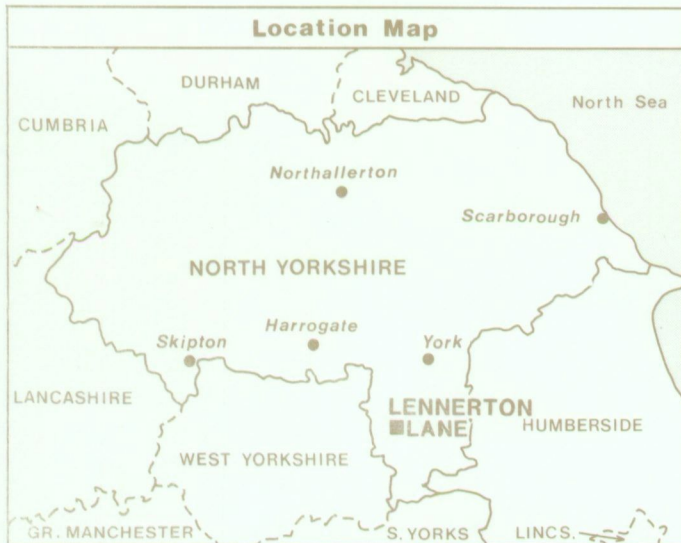 Location Map
DURHAM
CLEVELAND
North Sea
CUMBRIA
Northallerton
Scarborough
NORTH YORKSHIRE
Skipton
Harrogate
York
LANCASHIRE
LENNERTON
LANE
HUMBERSIDE
WEST YORKSHIRE
GR. MANCHESTER
S. YORKS
LINCS.